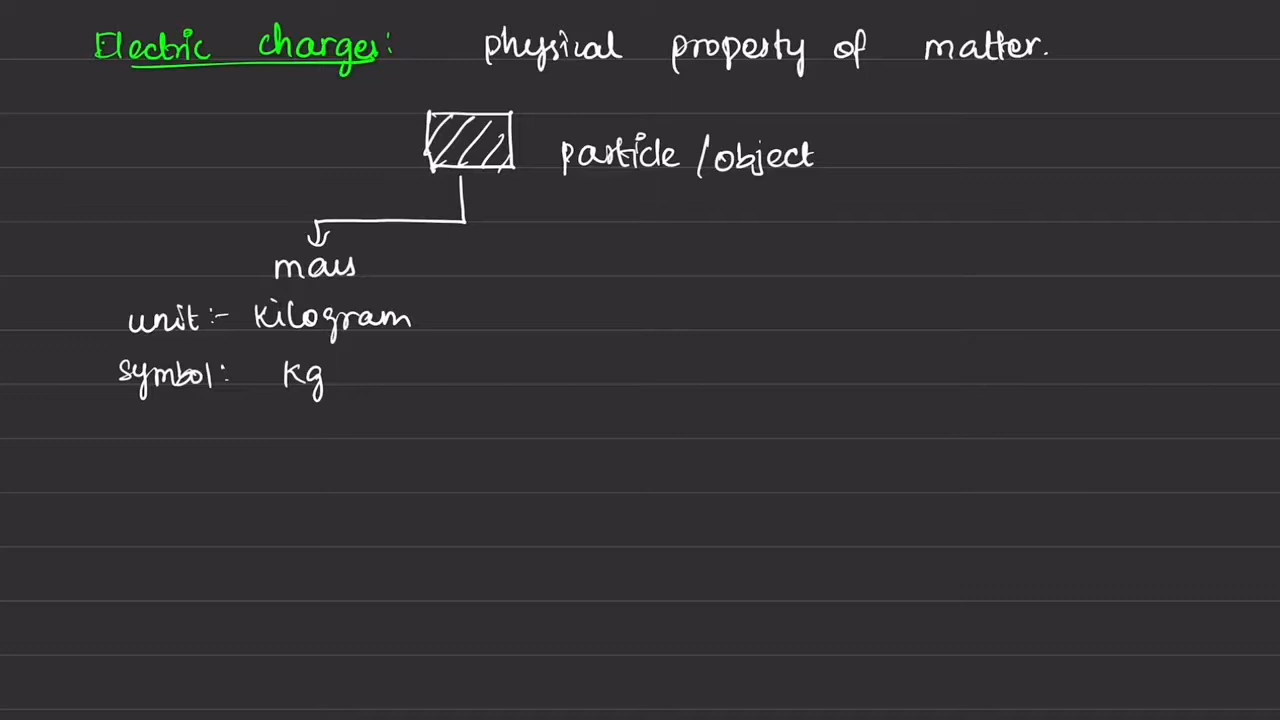 Electric charges: physical property of matter.
particle/object
mass
unit:- kilogram
symbol: kg